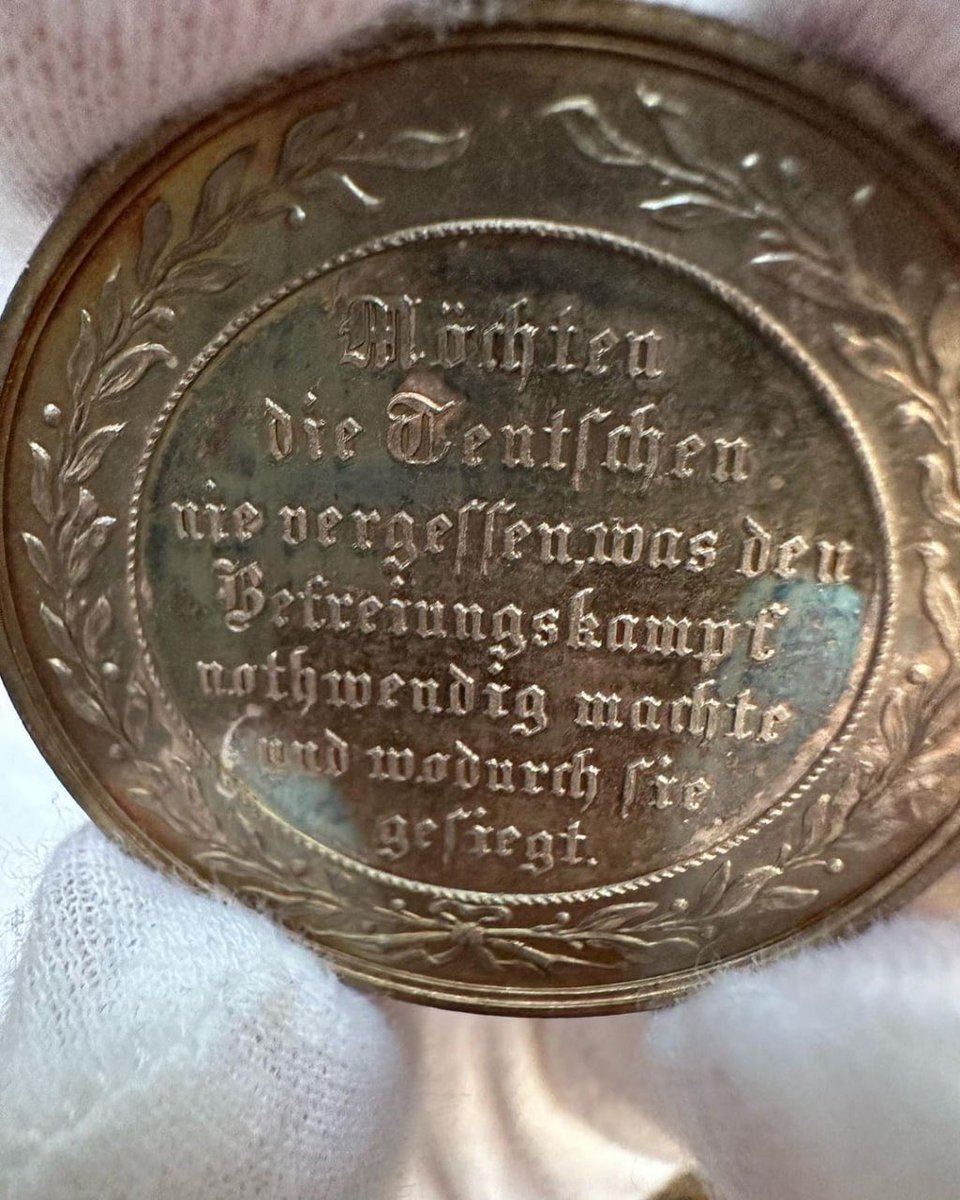 Möchten
die Teutschen
nie vergessen, was den
Befreiungskampf
nothwendig machte
und wodurch sie
gesiegt.